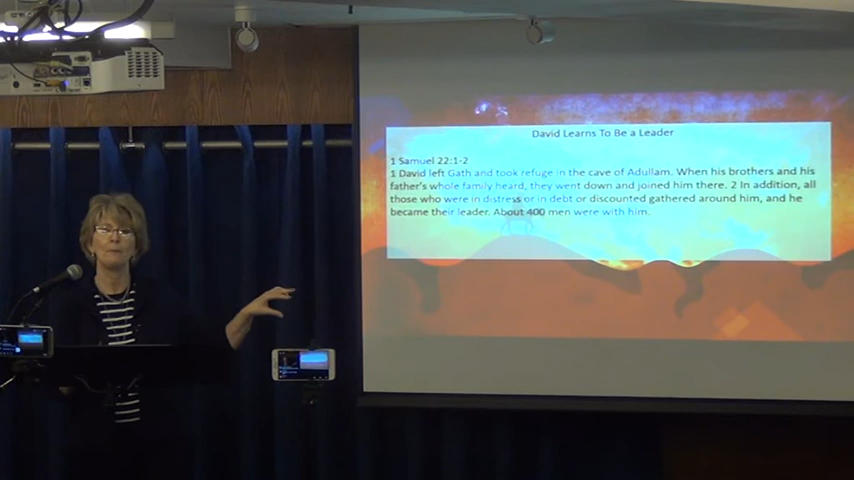 David Learns To Be a Leader
1 Samuel 22:1-2
1 David left Gath and took refuge in the cave of Adullam. When his brothers and his
father's whole family heard, they went down and joined him there. 2 In addition, all
those who were in distress or in debt or discounted gathered around him, and he
became their leader. About 400 men were with him.